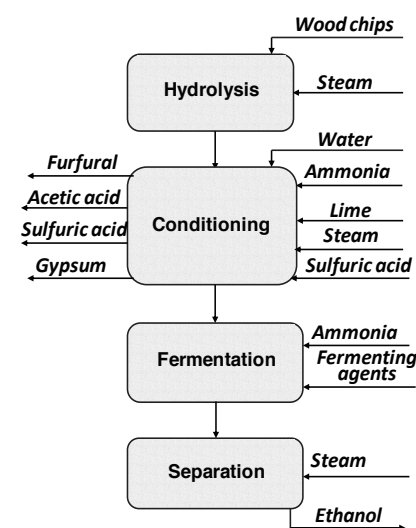 Wood chips
Hydrolysis
Steam
Water
Furfural
Ammonia
Acetic acid
Lime
Conditioning
Sulfuric acid
Steam
Gypsum
Sulfuric acid
Ammonia
Fermentation
Fermenting
agents
Separation
Steam
Ethanol